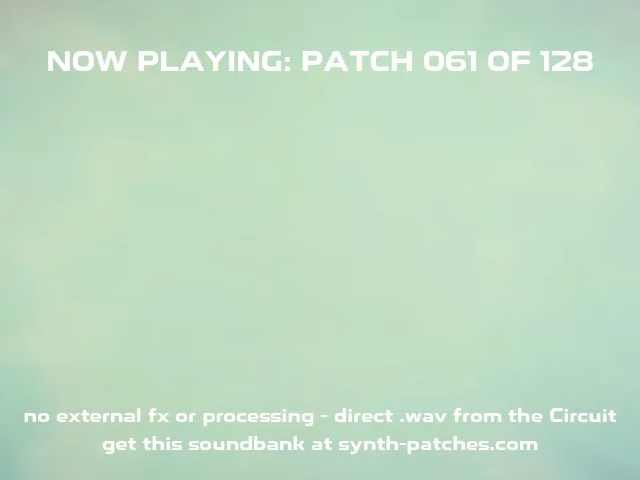 NOW PLAYING: PATCH 061 OF 128
no external fx or processing - direct .wav from the Circuit
get this soundbank at synth-patches.com